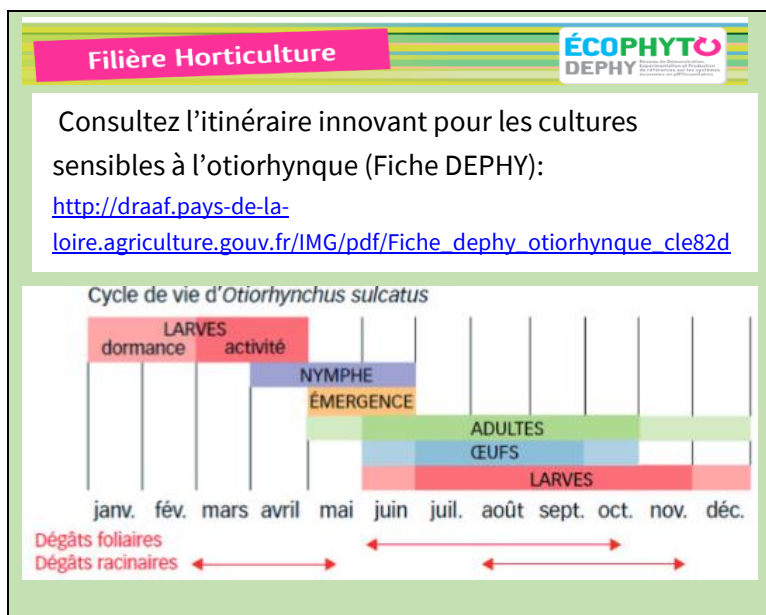 Filière Horticulture
ÉCOPHYTO
DEPHY
Consultez l’itinéraire innovant pour les cultures
sensibles à l’otiorhynque (Fiche DEPHY):
http://draaf.pays-de-la-
loire.agriculture.gouv.fr/IMG/pdf/Fiche_dephy_otiorhynque_cle82d
Cycle de vie d'Otiorhynchus sulcatus
LARVES
dormance activité
NYMPHE
ÉMERGENCE
ADULTES
ŒUFS
LARVES
janv. fév. mars avril mai juin juil. août sept. oct. nov. déc.
Dégâts foliaires
Dégâts racinaires